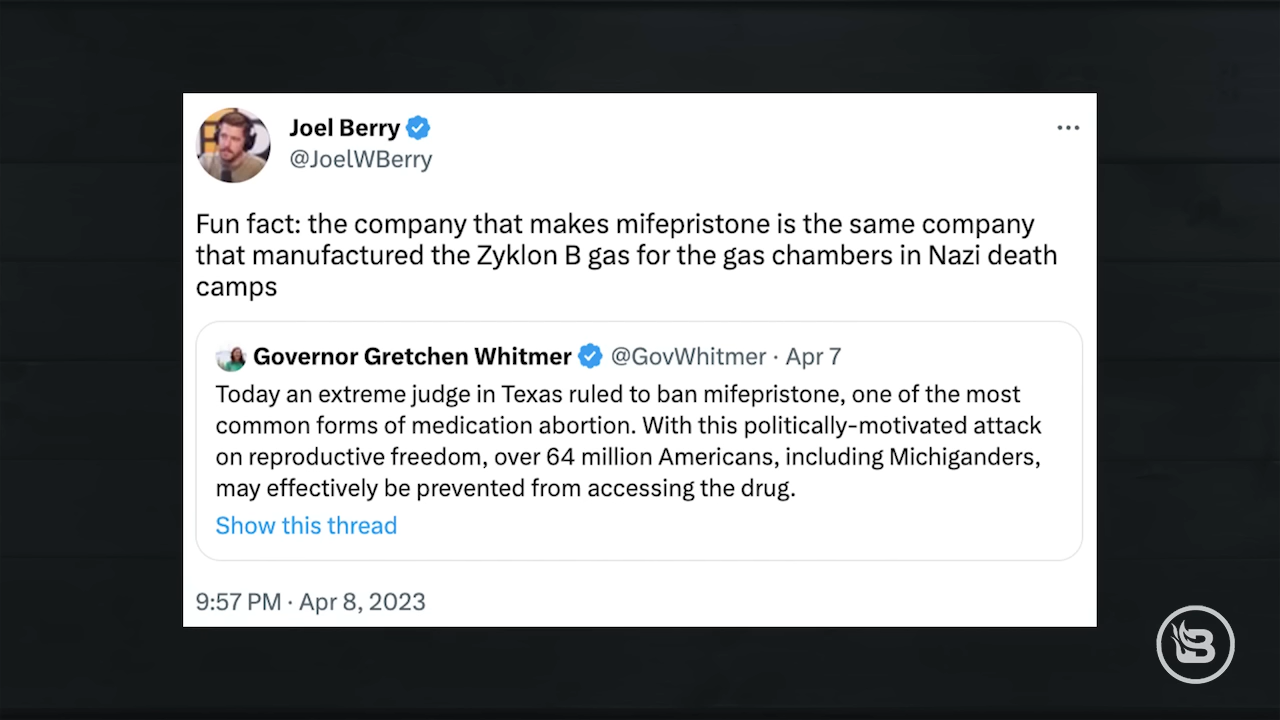 Joel Berry
@JoelWBerry
Fun fact: the company that makes mifepristone is the same company
that manufactured the Zyklon B gas for the gas chambers in Nazi death
camps
Governor Gretchen Whitmer @GovWhitmer · Apr 7
Today an extreme judge in Texas ruled to ban mifepristone, one of the most
common forms of medication abortion. With this politically-motivated attack
on reproductive freedom, over 64 million Americans, including Michiganders,
may effectively be prevented from accessing the drug.
Show this thread
9:57 PM · Apr 8, 2023
B